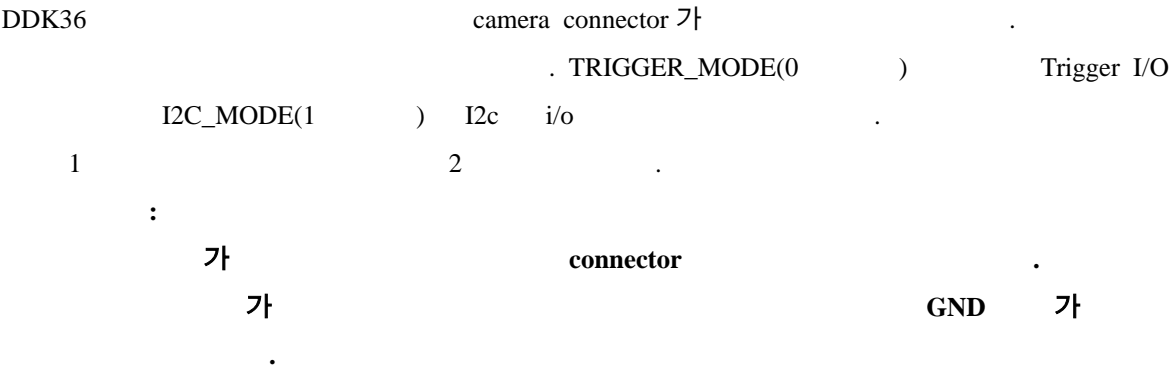 DDK36 camera connector 가 .
. TRIGGER_MODE(0 ) Trigger I/O
I2C_MODE(1 ) I2c i/o .
1 2 .
:
가 connector .
가 GND 가
.